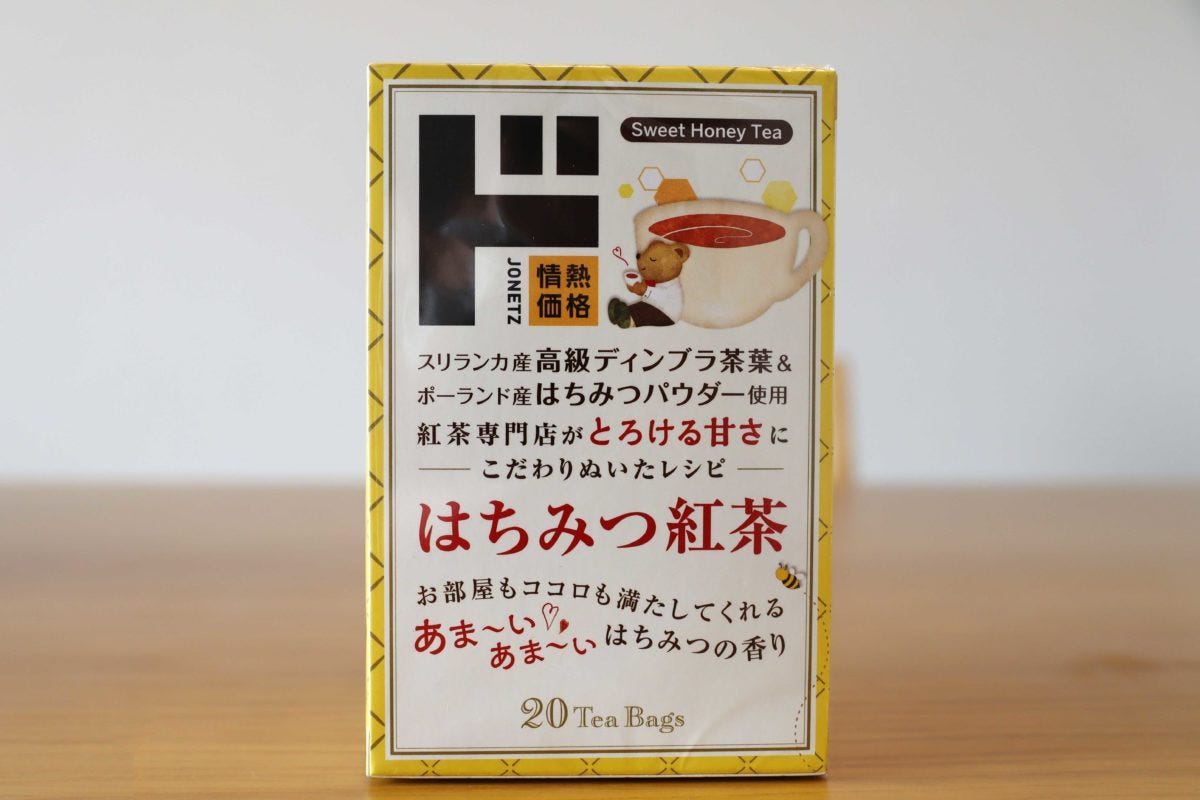 Sweet Honey Tea
ド
JONETZ
情熱
価格
スリランカ産高級ディンブラ茶葉&
ポーランド産はちみつパウダー使用
紅茶専門店がとろける甘さに
こだわりぬいたレシピ
はちみつ紅茶
お部屋もココロも満たしてくれる
あま〜い
あま〜いはちみつの香り
20 Tea Bags